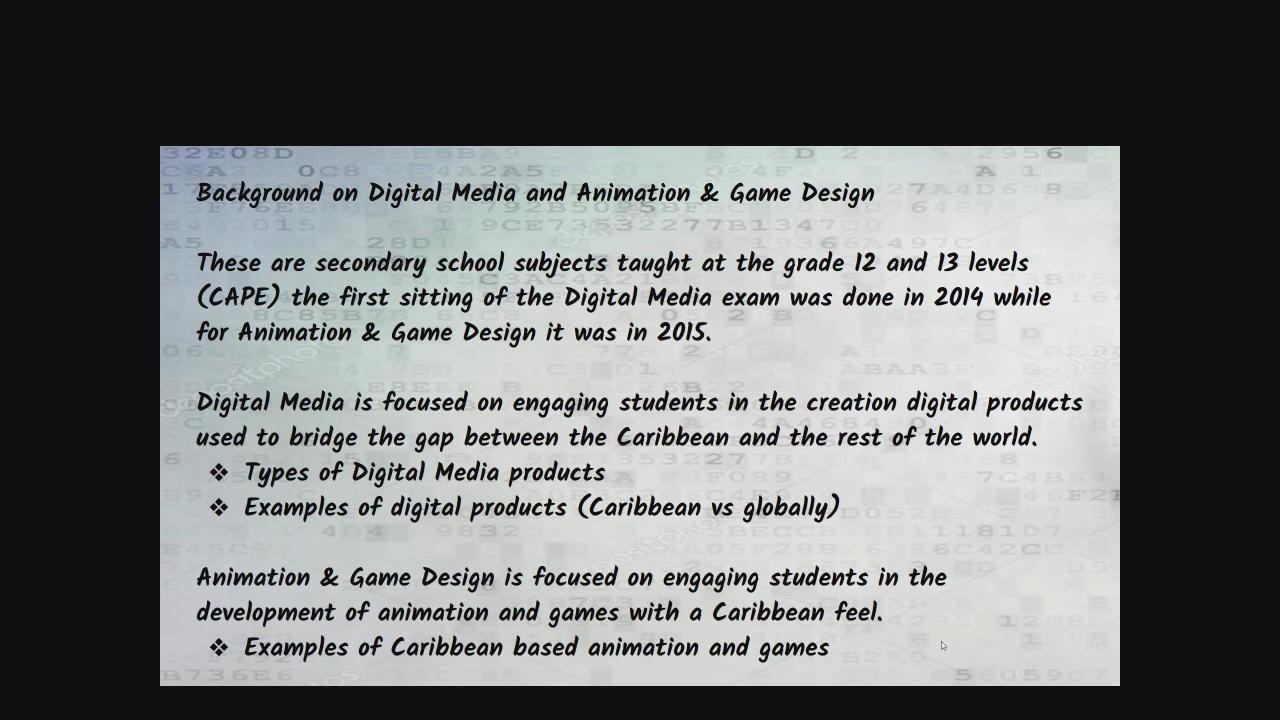 Background on Digital Media and Animation & Game Design
These are secondary school subjects taught at the grade 12 and 13 levels
(CAPE) the first sitting of the Digital Media exam was done in 2014 while
for Animation & Game Design it was in 2015.
Digital Media is focused on engaging students in the creation digital products
used to bridge the gap between the Caribbean and the rest of the world.
❖ Types of Digital Media products
❖ Examples of digital products (Caribbean vs globally)
Animation & Game Design is focused on engaging students in the
development of animation and games with a Caribbean feel.
❖ Examples of Caribbean based animation and games